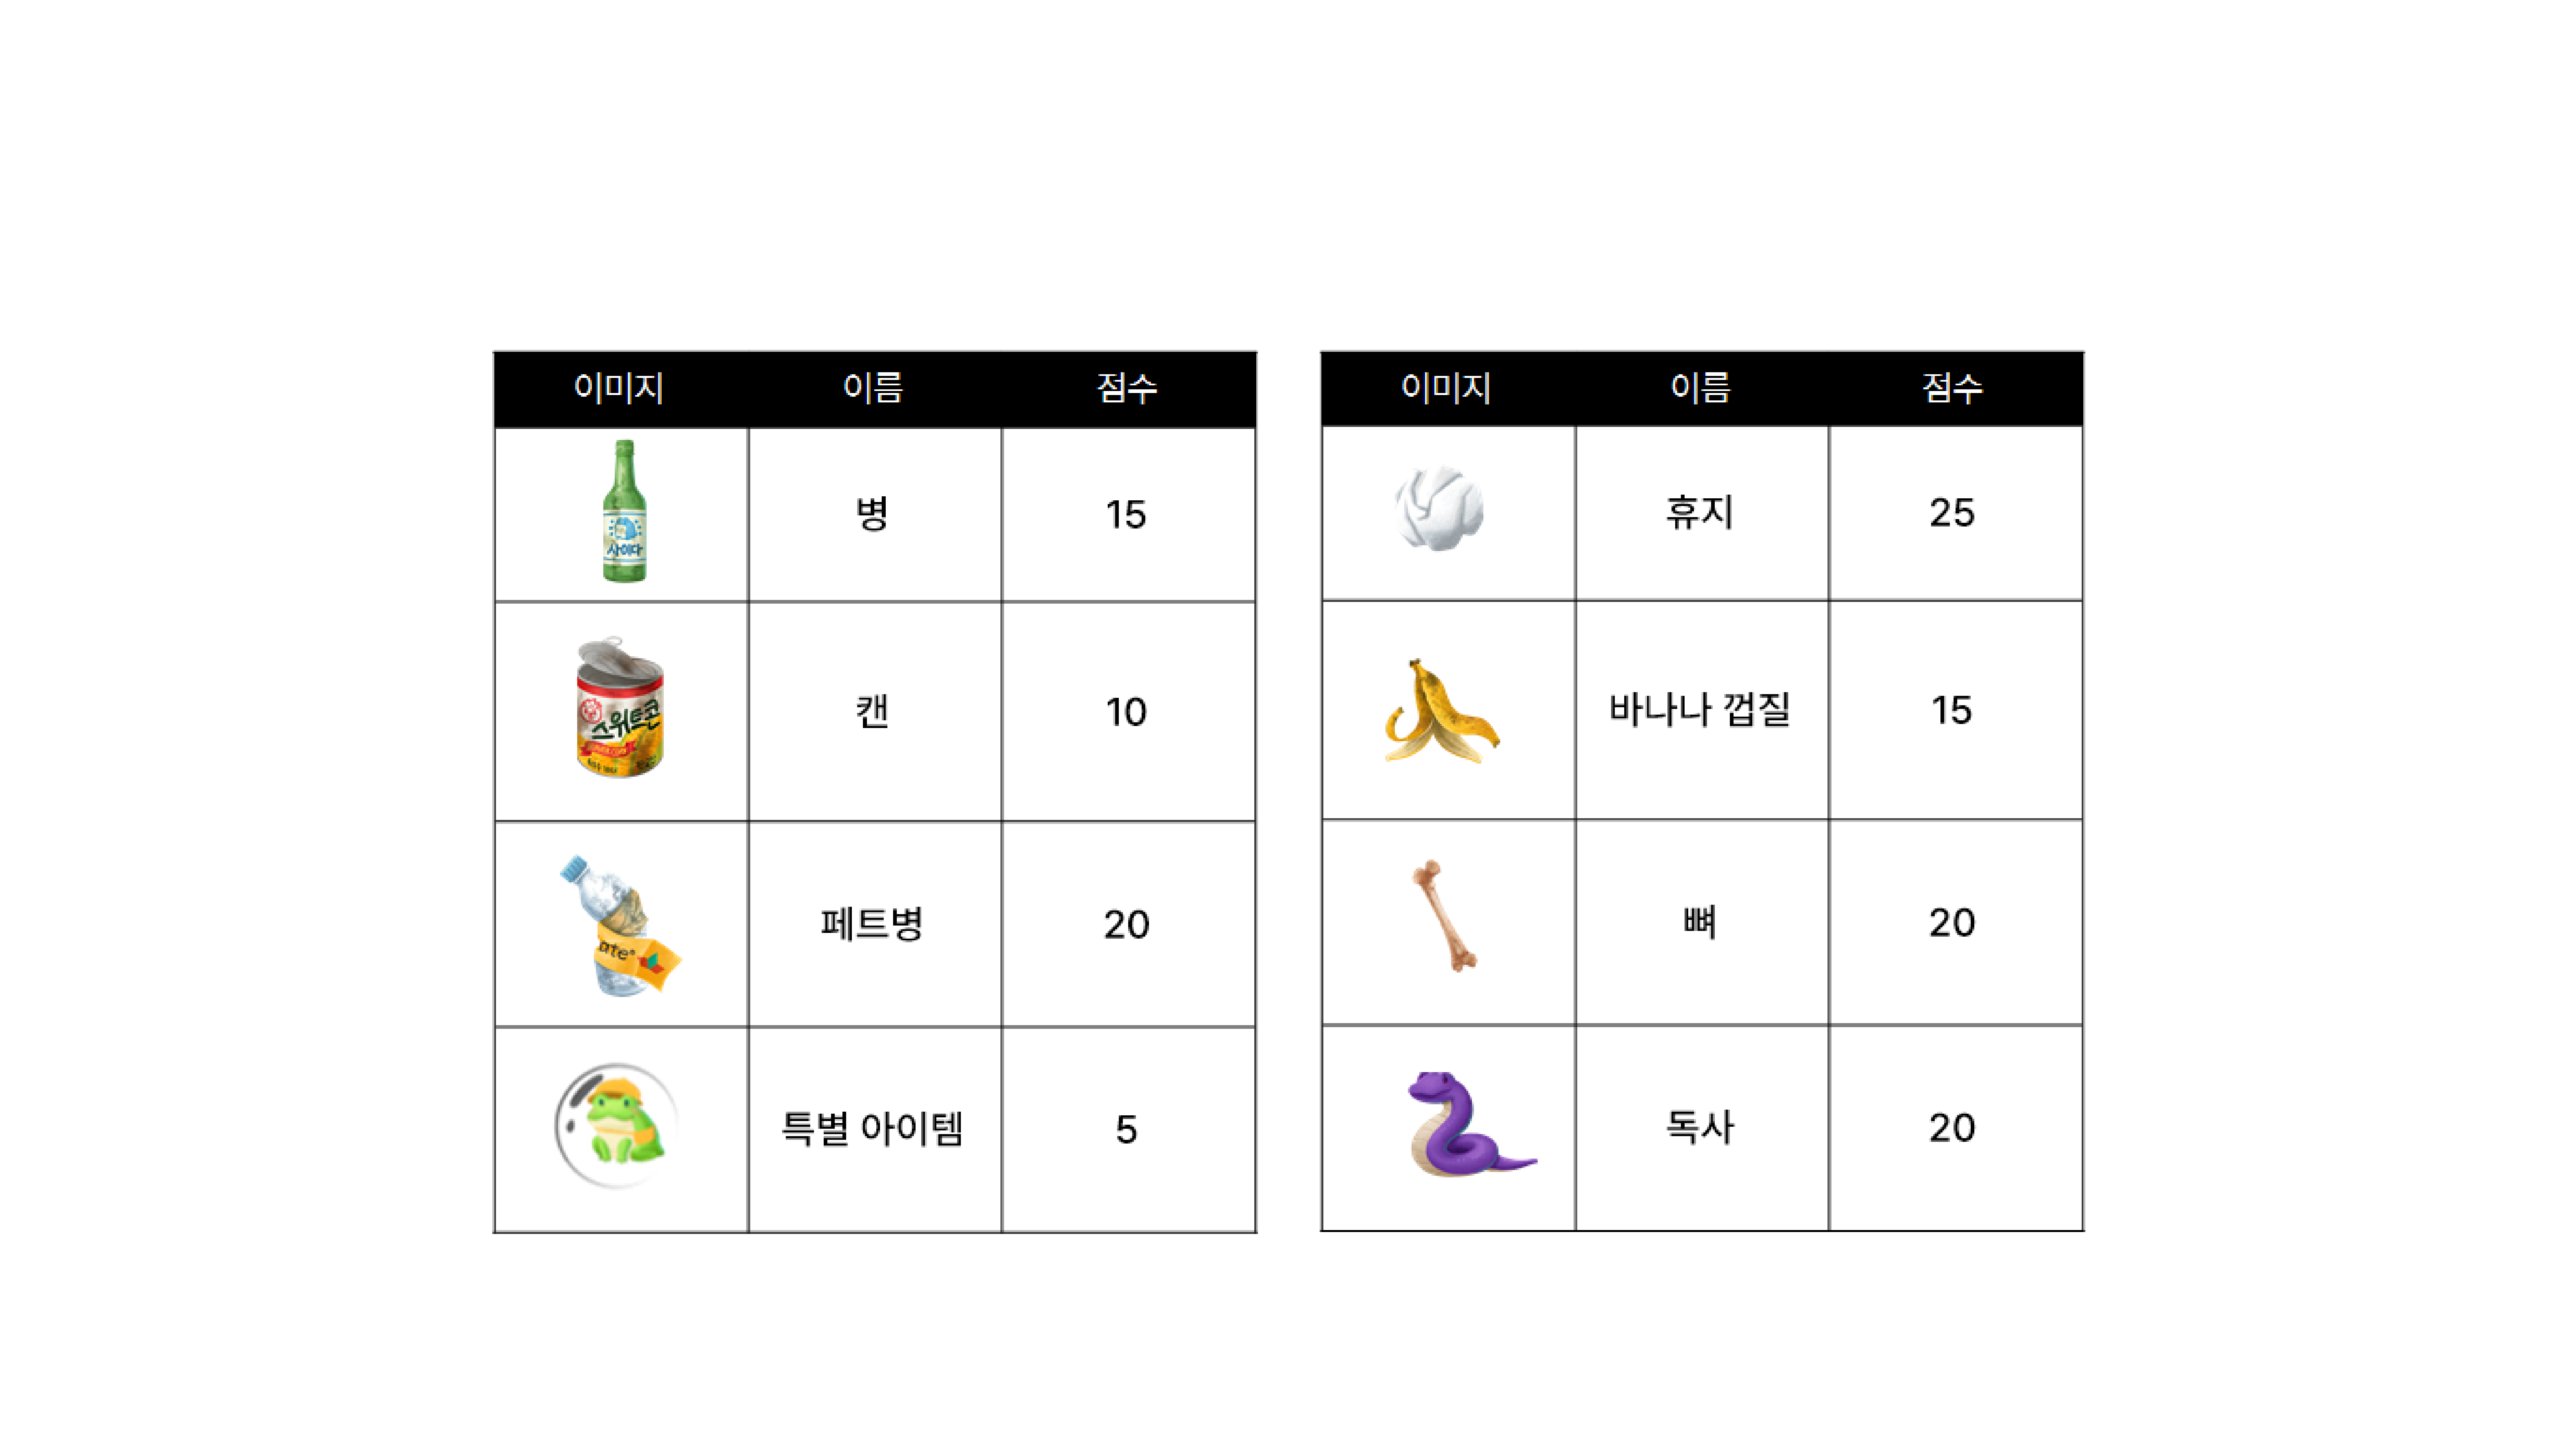 이미지 이름 점수
사이다
병 15
스위트콘
캔 10
ate
페트병 20
특별 아이템 5
이미지 이름 점수
휴지 25
바나나 껍질 15
뼈 20
독사 20